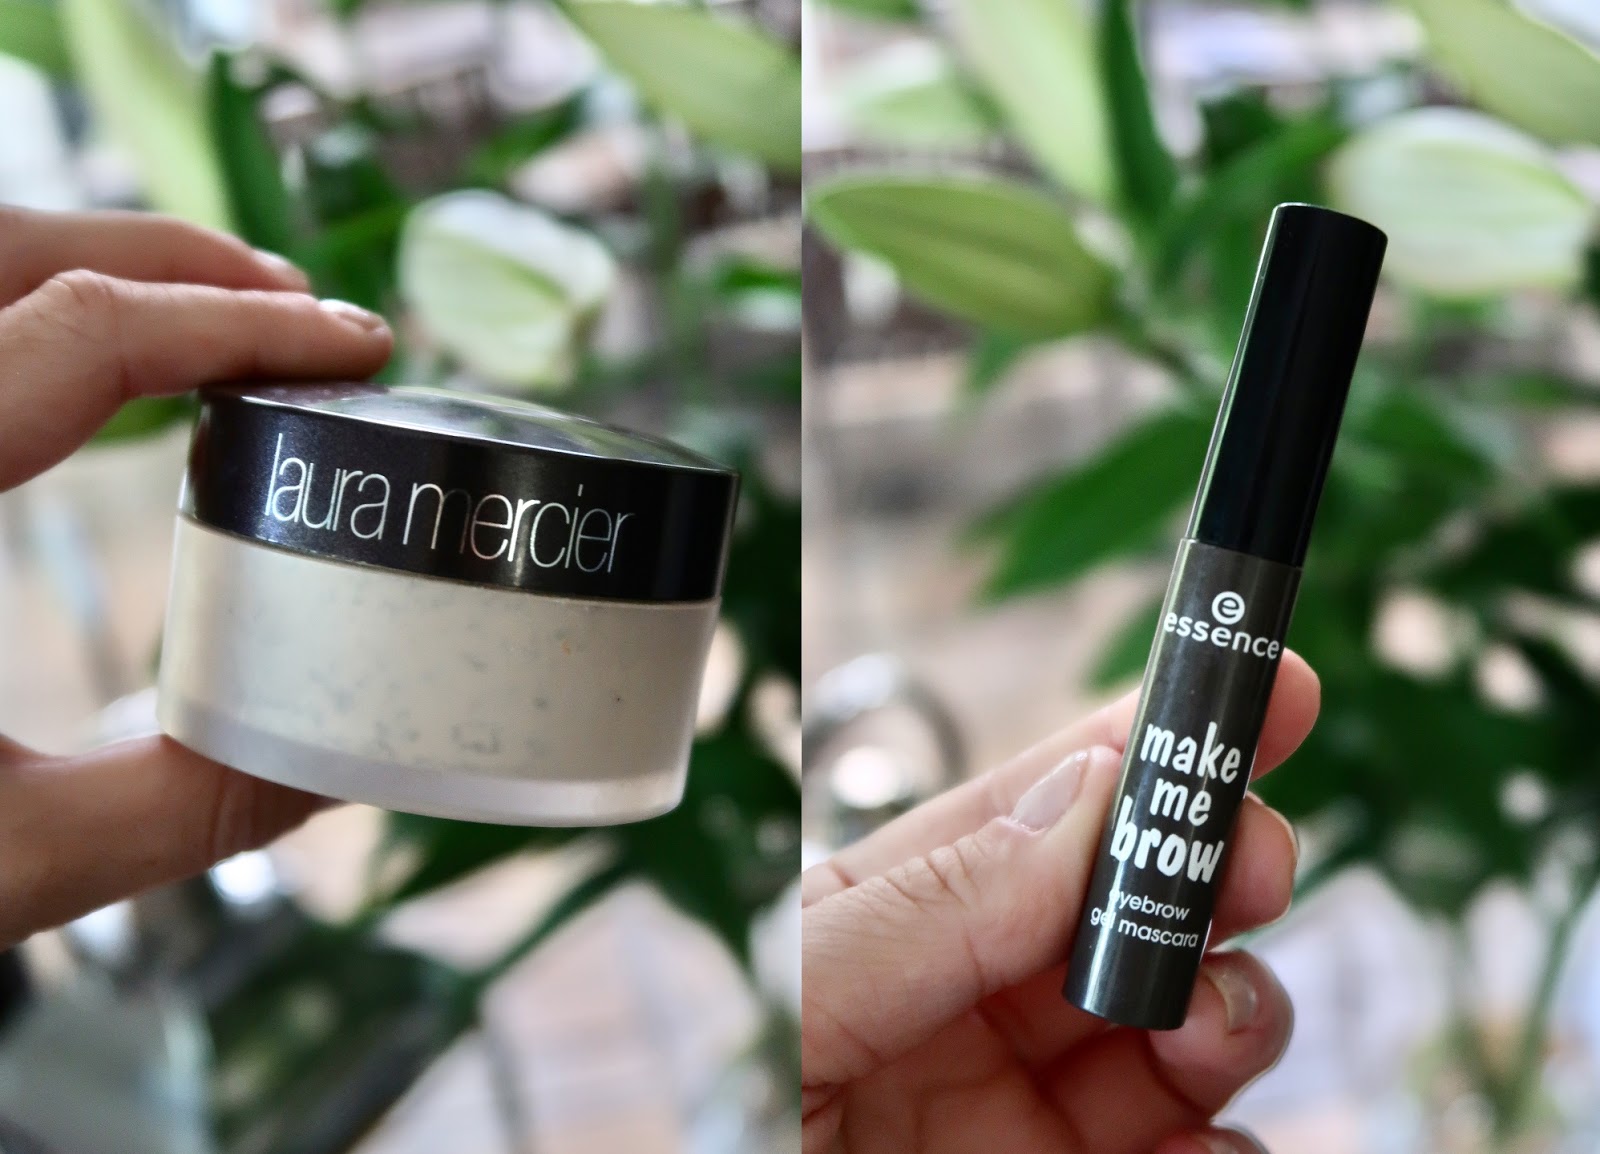 laura mercier
e
essence
make
me
brow
eyebrow
gel mascara